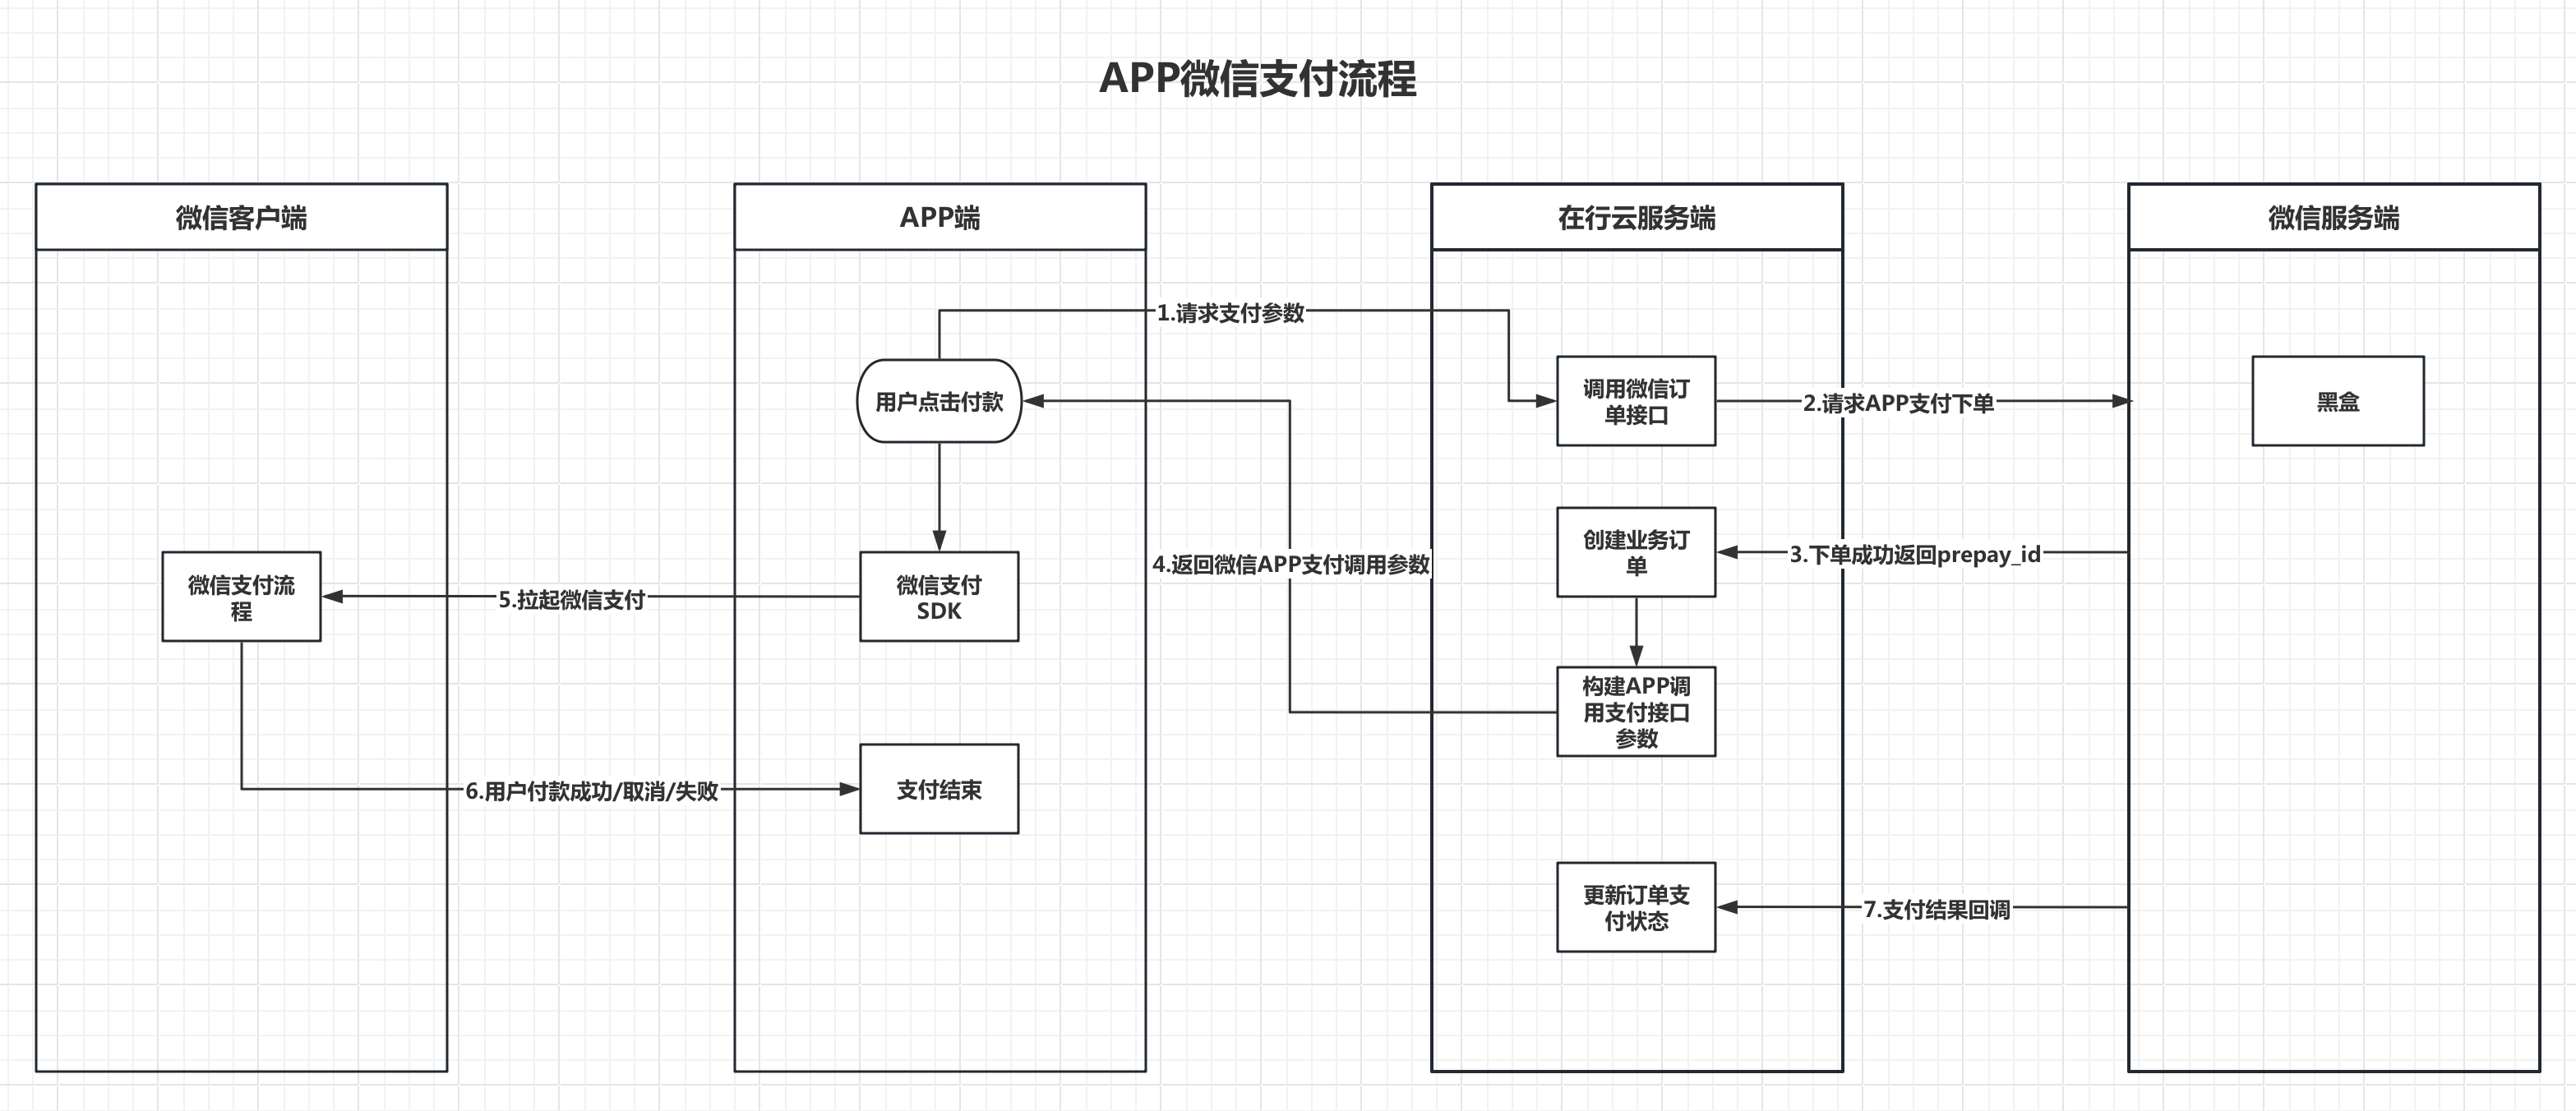 APP微信支付流程
微信客户端
APP端
在行云服务端
微信服务端
1.请求支付参数
用户点击付款
调用微信订
单接口
2.请求APP支付下单
黑盒
创建业务订
单
3.下单成功返回prepay_id
4.返回微信APP支付调用参数
微信支付流
程
5.拉起微信支付
微信支付
SDK
构建APP调
用支付接口
参数
6.用户付款成功/取消/失败
支付结束
更新订单支
付状态
7.支付结果回调